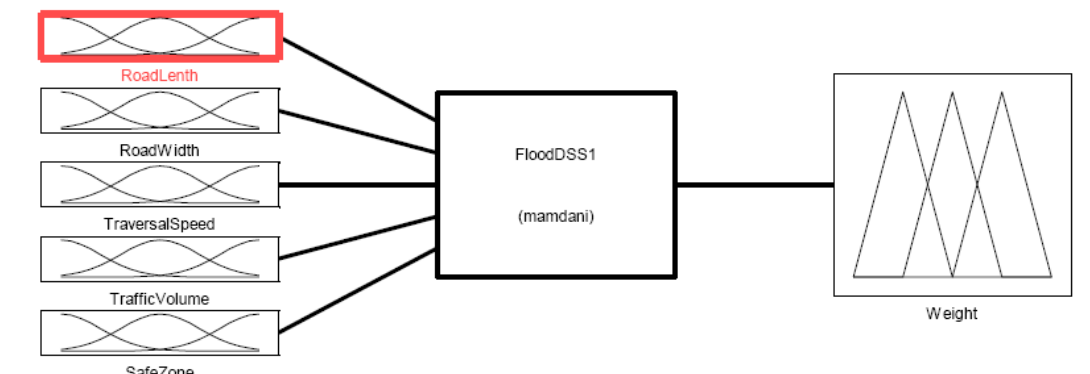 RoadLenth
RoadWidth
TraversalSpeed
TrafficVolume
SafeZone
FloodDSS1
(mamdani)
Weight